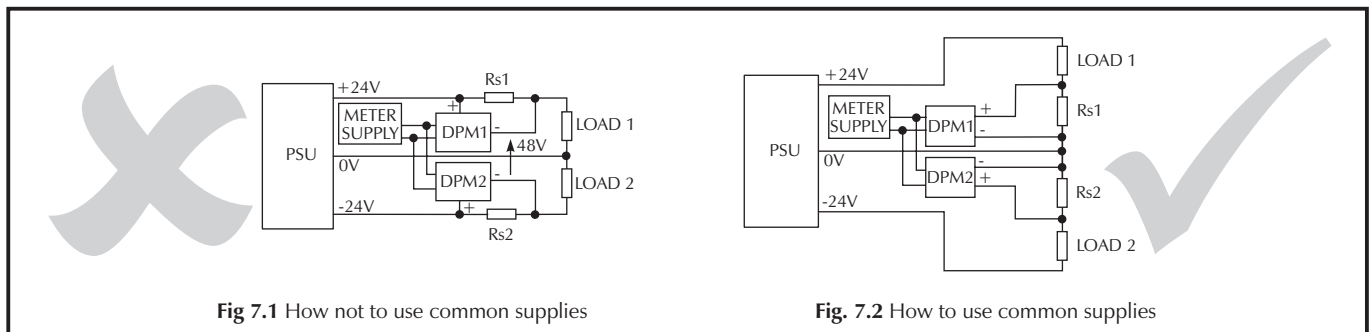 +24V
Rs1
METER
SUPPLY
+
DPM1
-
LOAD 1
PSU
48V
0V
DPM2
-
LOAD 2
-24V
+
Rs2
Fig 7.1 How not to use common supplies
LOAD 1
+24V
METER
SUPPLY
DPM1
+
-
Rs1
PSU
0V
DPM2
-
+
Rs2
-24V
LOAD 2
Fig. 7.2 How to use common supplies